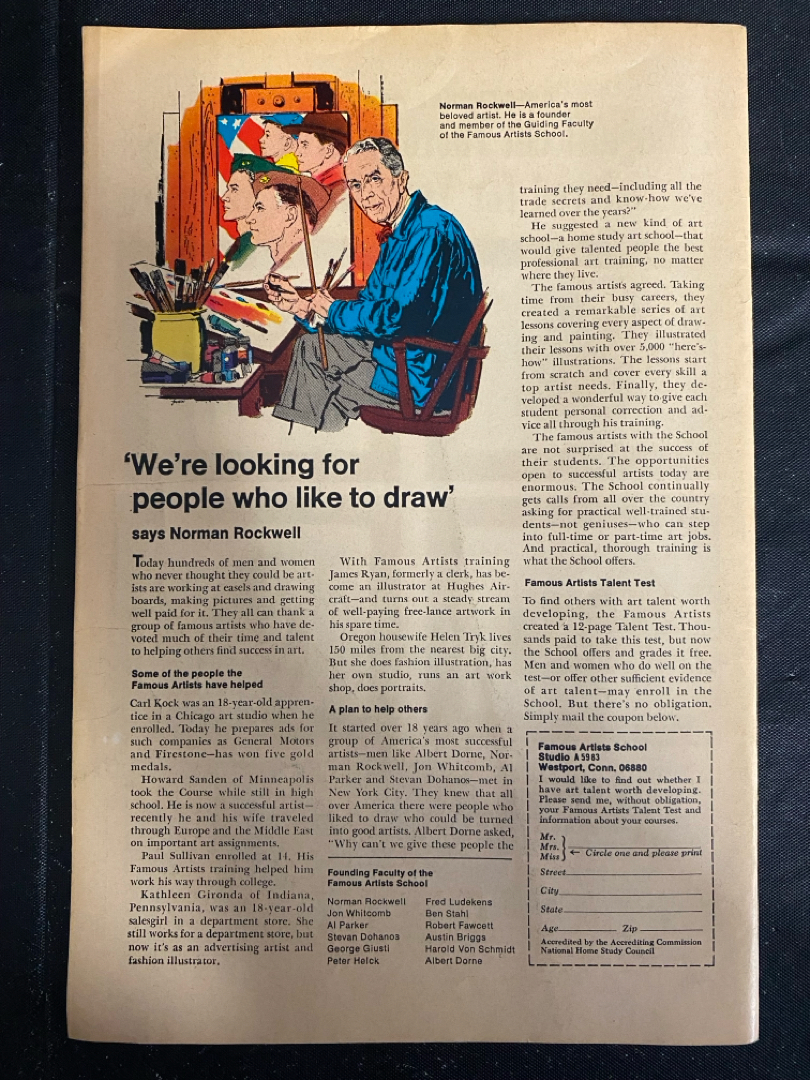 Norman Rockwell—America's most
beloved artist. He is a founder
and member of the Guiding Faculty
of the Famous Artists School.
'We're looking for
people who like to draw'
says Norman Rockwell
Today hundreds of men and women
who never thought they could be art-
ists are working at easels and drawing
boards, making pictures and getting
well paid for it. They all can thank a
group of famous artists who have de-
voted much of their time and talent
to helping others find success in art.
Some of the people the
Famous Artists have helped
Carl Kock was an 18-year-old appren-
tice in a Chicago art studio when he
enrolled. Today he prepares ads for
such companies as General Motors
and Firestone—has won five gold
medals.
Howard Sanden of Minneapolis
took the Course while still in high
school. He is now a successful artist—
recently he and his wife traveled
through Europe and the Middle East
on important art assignments.
Paul Sullivan enrolled at 14. His
Famous Artists training helped him
work his way through college.
Kathleen Gironda of Indiana,
Pennsylvania, was an 18-year-old
salesgirl in a department store. She
still works for a department store, but
now it's as an advertising artist and
fashion illustrator.
With Famous Artists training
James Ryan, formerly a clerk, has be-
come an illustrator at Hughes Air-
craft—and turns out a steady stream
of well-paying free-lance artwork in
his spare time.
Oregon housewife Helen Tryk lives
150 miles from the nearest big city.
But she does fashion illustration, has
her own studio, runs an art work
shop, does portraits.
A plan to help others
It started over 18 years ago when a
group of America's most successful
artists—men like Albert Dorne, Nor-
man Rockwell, Jon Whitcomb, Al
Parker and Stevan Dohanos—met in
New York City. They knew that all
over America there were people who
liked to draw who could be turned
into good artists. Albert Dorne asked,
"Why can't we give these people the
Founding Faculty of the
Famous Artists School
Norman Rockwell
Jon Whitcomb
Al Parker
Stevan Dohanos
George Giusti
Peter Helck
Fred Ludekens
Ben Stahl
Robert Fawcett
Austin Briggs
Harold Von Schmidt
Albert Dorne
training they need—including all the
trade secrets and know-how we've
learned over the years?"
He suggested a new kind of art
school—a home study art school—that
would give talented people the best
professional art training, no matter
where they live.
The famous artists agreed. Taking
time from their busy careers, they
created a remarkable series of art
lessons covering every aspect of draw-
ing and painting. They illustrated
their lessons with over 5,000 "here's-
how" illustrations. The lessons start
from scratch and cover every skill a
top artist needs. Finally, they de-
veloped a wonderful way to give each
student personal correction and ad-
vice all through his training.
The famous artists with the School
are not surprised at the success of
their students. The opportunities
open to successful artists today are
enormous. The School continually
gets calls from all over the country
asking for practical well-trained stu-
dents—not geniuses—who can step
into full-time or part-time art jobs.
And practical, thorough training is
what the School offers.
Famous Artists Talent Test
To find others with art talent worth
developing, the Famous Artists
created a 12-page Talent Test. Thou-
sands paid to take this test, but now
the School offers and grades it free.
Men and women who do well on the
test—or offer other sufficient evidence
of art talent—may enroll in the
School. But there's no obligation.
Simply mail the coupon below.
Famous Artists School
Studio A5983
Westport, Conn. 06880
I would like to find out whether I
have art talent worth developing.
Please send me, without obligation,
your Famous Artists Talent Test and
information about your courses.
Mr.
Mrs.
Miss ← Circle one and please print
Street
City
State
Age Zip
Accredited by the Accrediting Commission
National Home Study Council